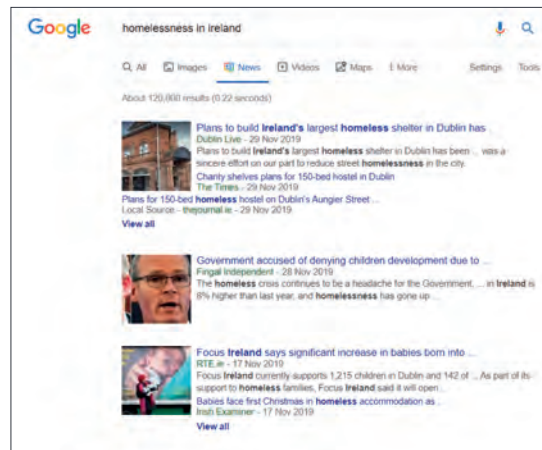 Google
homelessness in ireland
All Images News Videos Maps More Settings Tools
About 120,000 results (0.22 seconds)
Plans to build Ireland's largest homeless shelter in Dublin has ...
Dublin Live - 29 Nov 2019
Plans to build Ireland's largest homeless shelter in Dublin has been ... was a
sincere effort on our part to reduce street homelessness in the city.
Charity shelves plans for 150-bed hostel in Dublin
The Times - 29 Nov 2019
Plans for 150-bed homeless hostel on Dublin's Aungier Street ...
Local Source - thejournal.ie - 29 Nov 2019
View all
Government accused of denying children development due to ...
Fingal Independent - 28 Nov 2019
The homeless crisis continues to be a headache for the Government. ... in Ireland is
8% higher than last year, and homelessness has gone up ...
Focus Ireland says significant increase in babies born into ...
RTE.ie - 17 Nov 2019
Focus Ireland currently supports 1,215 children in Dublin and 142 of ... As part of its
support to homeless families, Focus Ireland said it will open ...
Babies face first Christmas in homeless accommodation as ...
Irish Examiner - 17 Nov 2019
View all